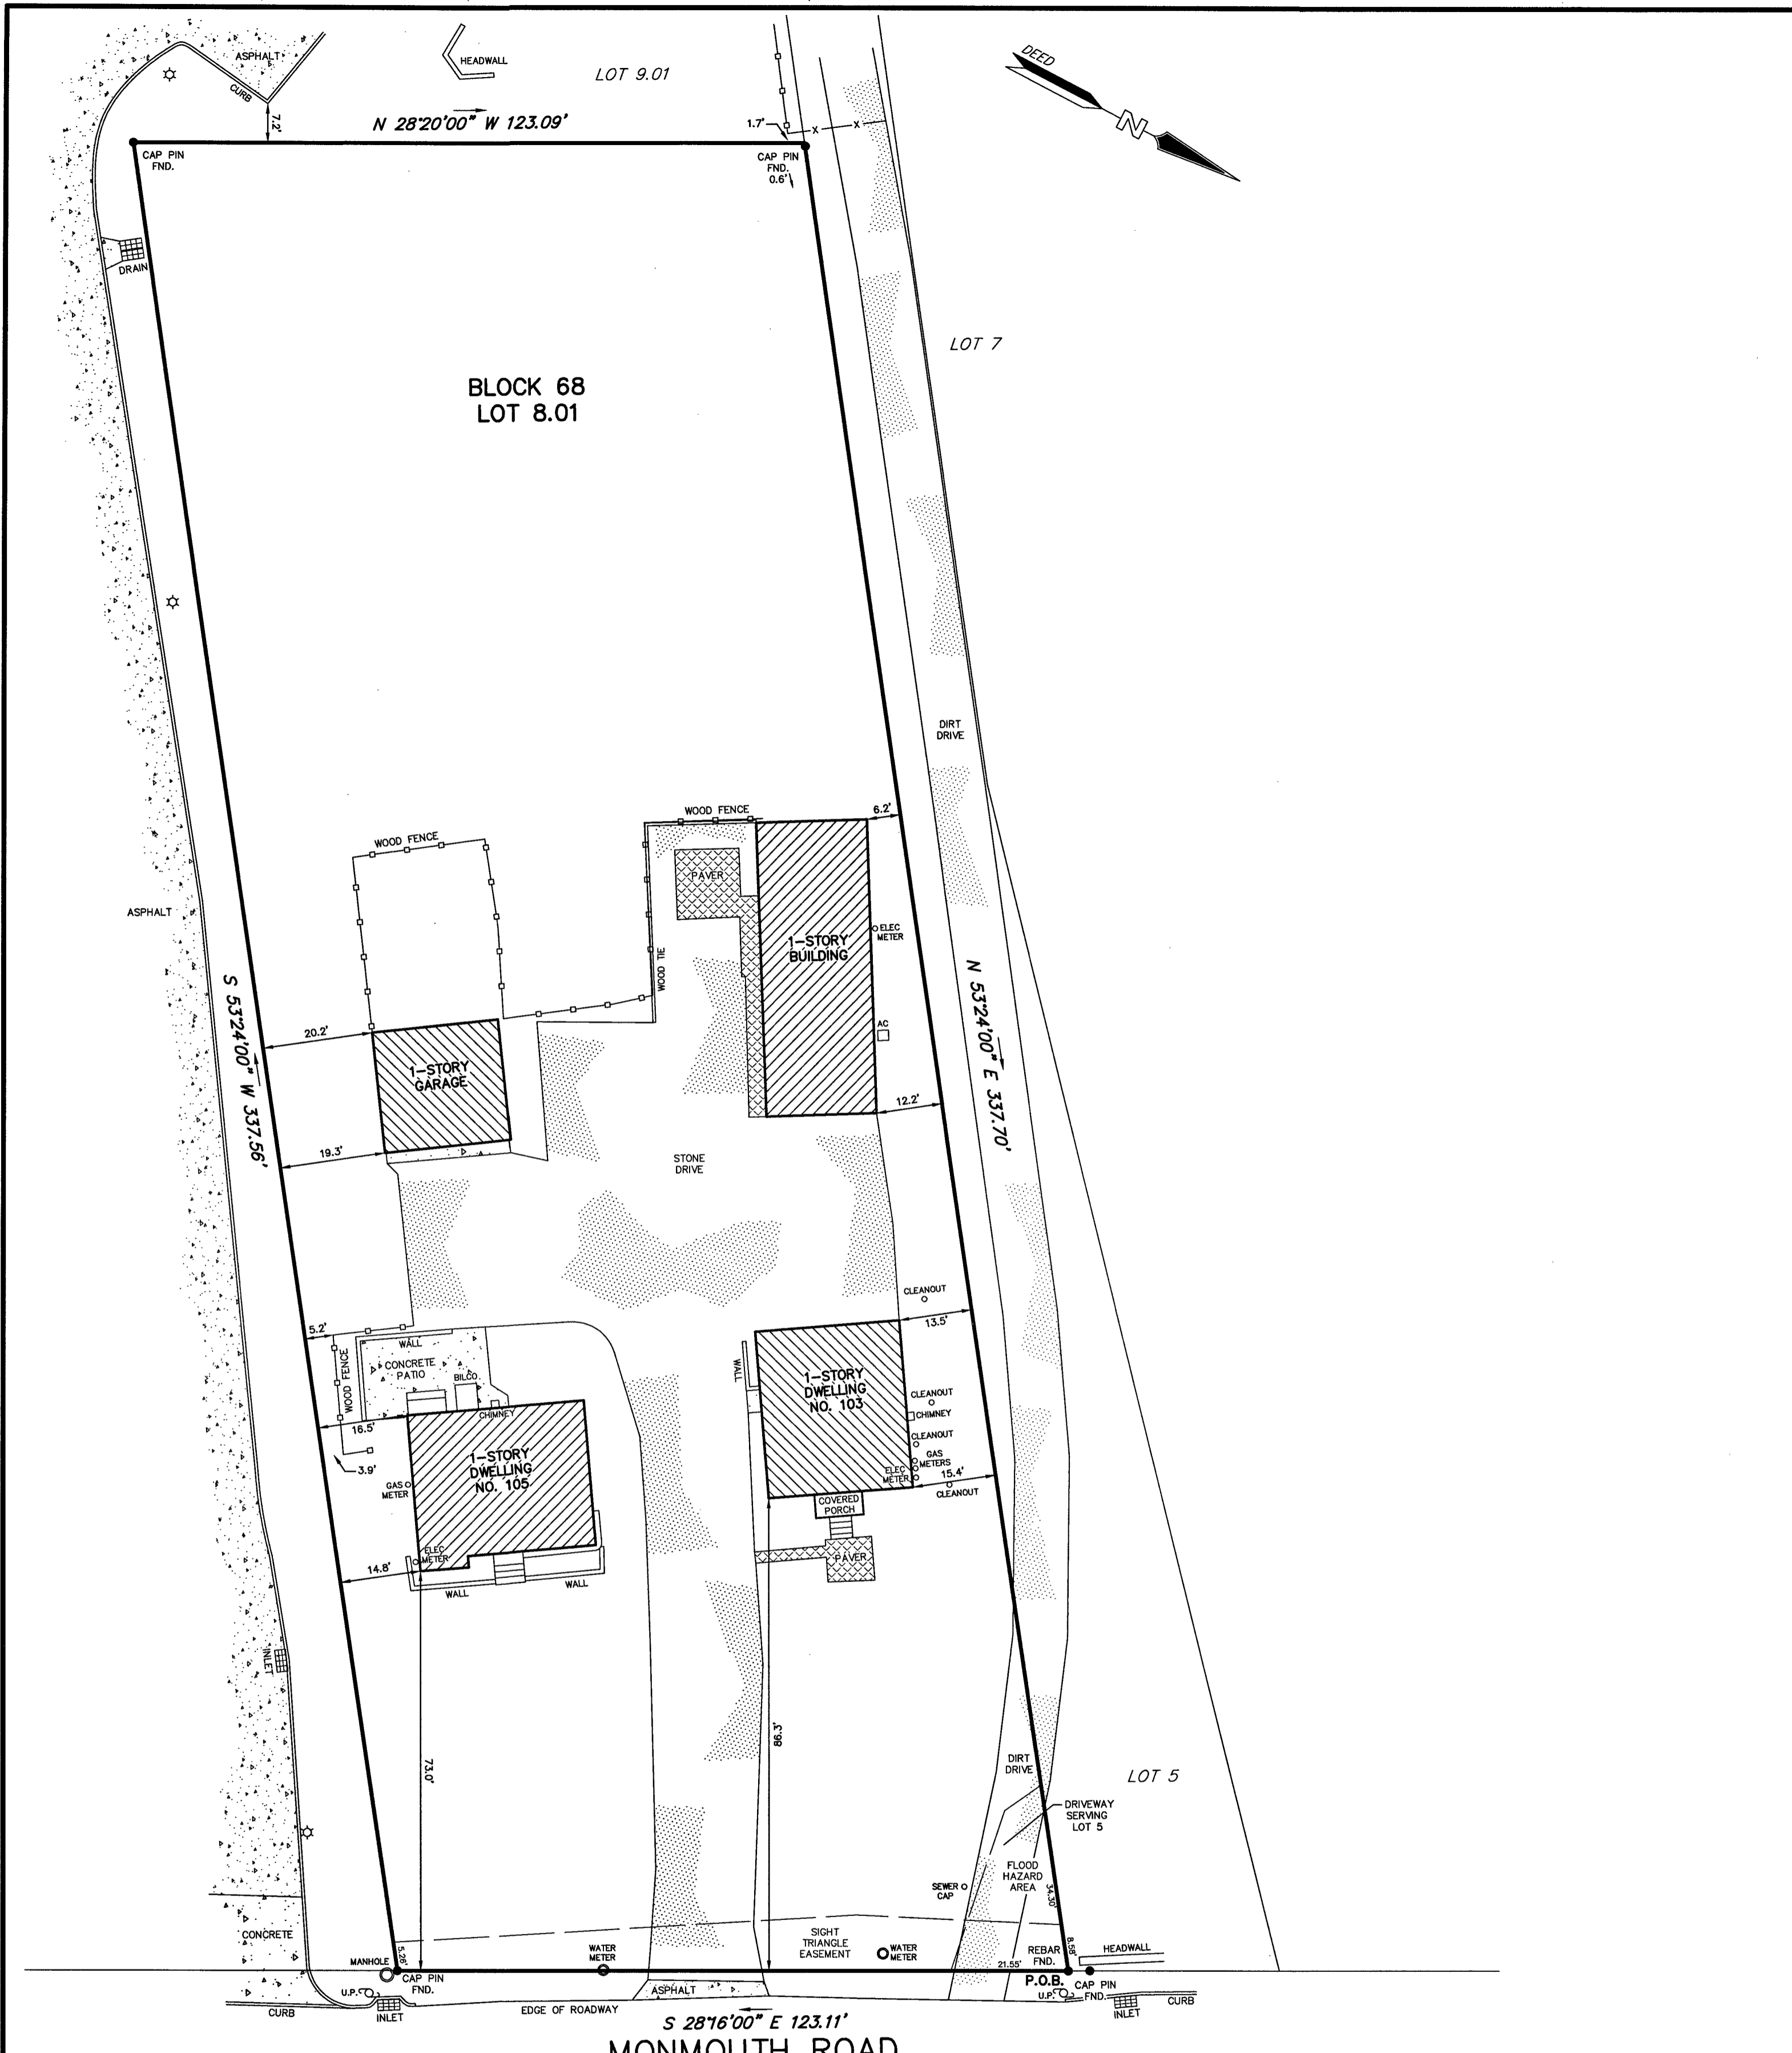 ASPHALT
HEADWALL
LOT 9.01
DEED
N
CURB
7.2'
N 28°20'00" W 123.09'
1.7'
X
X
CAP PIN
FND.
CAP PIN
FND.
0.6'
DRAIN
LOT 7
BLOCK 68
LOT 8.01
DIRT
DRIVE
WOOD FENCE
6.2'
WOOD FENCE
PAVER
ASPHALT
1-STORY
BUILDING
ELEC
METER
WOOD TIE
S 53°24'00" W 337.56'
N 53°24'00" E 337.70'
20.2'
AC
1-STORY
GARAGE
12.2'
19.3'
STONE
DRIVE
CLEANOUT
5.2'
13.5'
WALL
WOOD FENCE
CONCRETE
PATIO
BILCO
WALL
1-STORY
DWELLING
NO. 103
CLEANOUT
CHIMNEY
CHIMNEY
16.5'
CLEANOUT
GAS
METERS
3.9'
1-STORY
DWELLING
NO. 105
ELEC
METER
15.4'
GAS
METER
CLEANOUT
COVERED
PORCH
ELEC
METER
PAVER
14.8'
WALL
WALL
INLET
73.0'
86.3'
DIRT
DRIVE
LOT 5
DRIVEWAY
SERVING
LOT 5
FLOOD
HAZARD
AREA
34.30'
SEWER
CAP
CONCRETE
SIGHT
TRIANGLE
EASEMENT
MANHOLE
5.26'
WATER
METER
WATER
METER
REBAR
FND.
8.58'
HEADWALL
21.55'
CAP PIN
FND.
P.O.B.
CAP PIN
FND.
U.P.
ASPHALT
U.P.
CURB
INLET
EDGE OF ROADWAY
INLET
CURB
S 28°16'00" E 123.11'
MONMOUTH ROAD